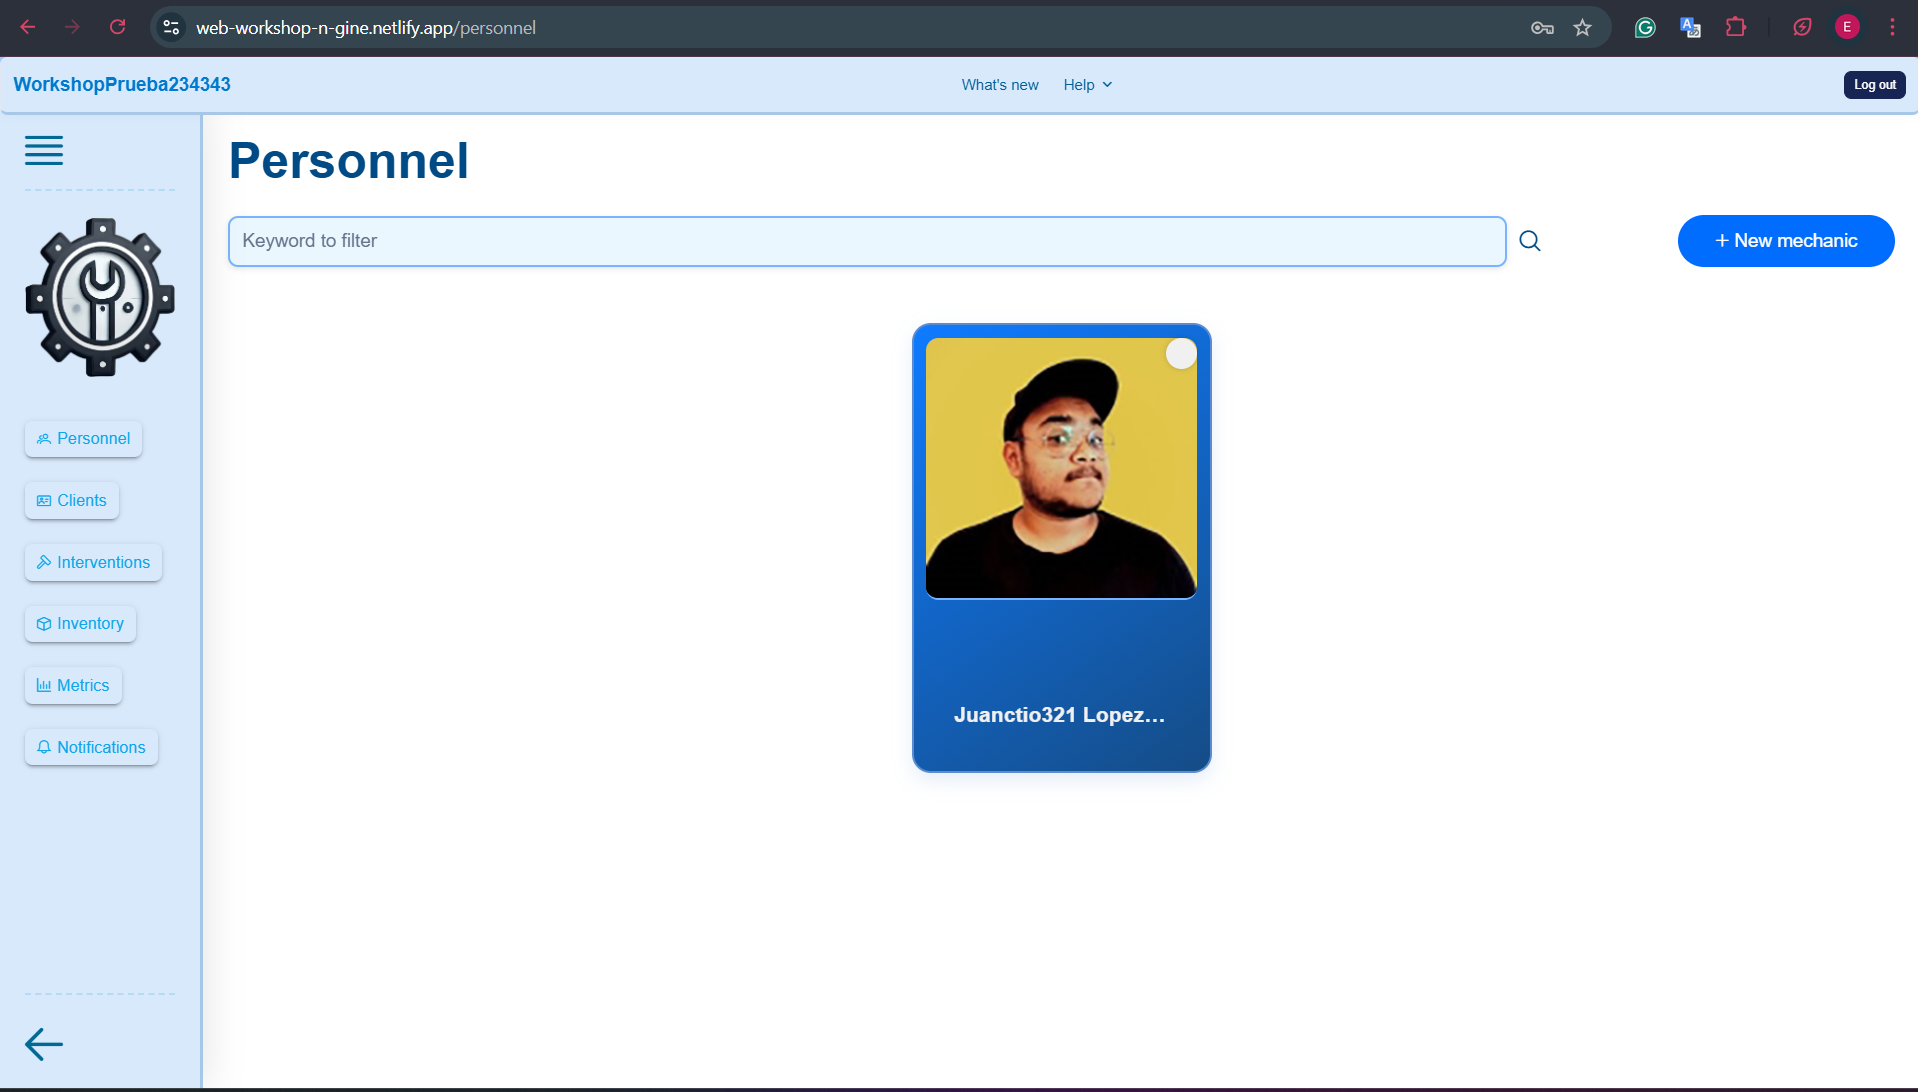 web-workshop-n-gine.netlify.app/personnel
E
WorkshopPrueba234343
What's new
Help
Log out
Personnel
Keyword to filter
+ New mechanic
Personnel
Clients
Interventions
Inventory
Metrics
Notifications
Juanctio321 Lopez...